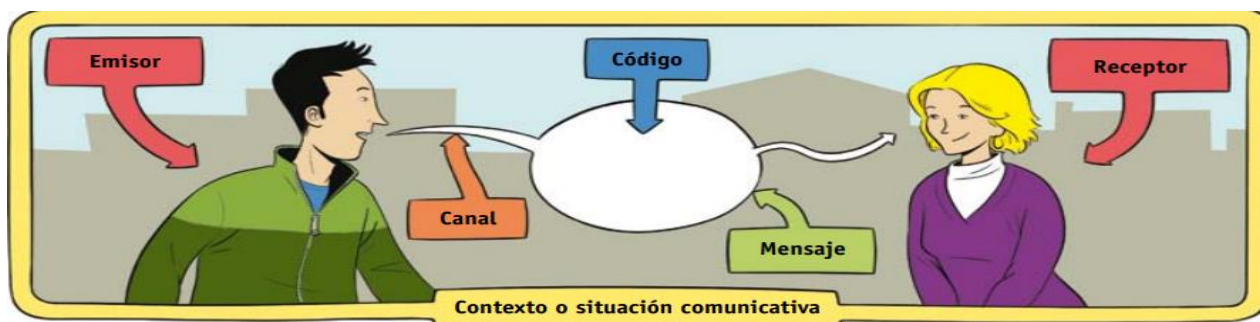 Emisor
Código
Receptor
Canal
Mensaje
Contexto o situación comunicativa